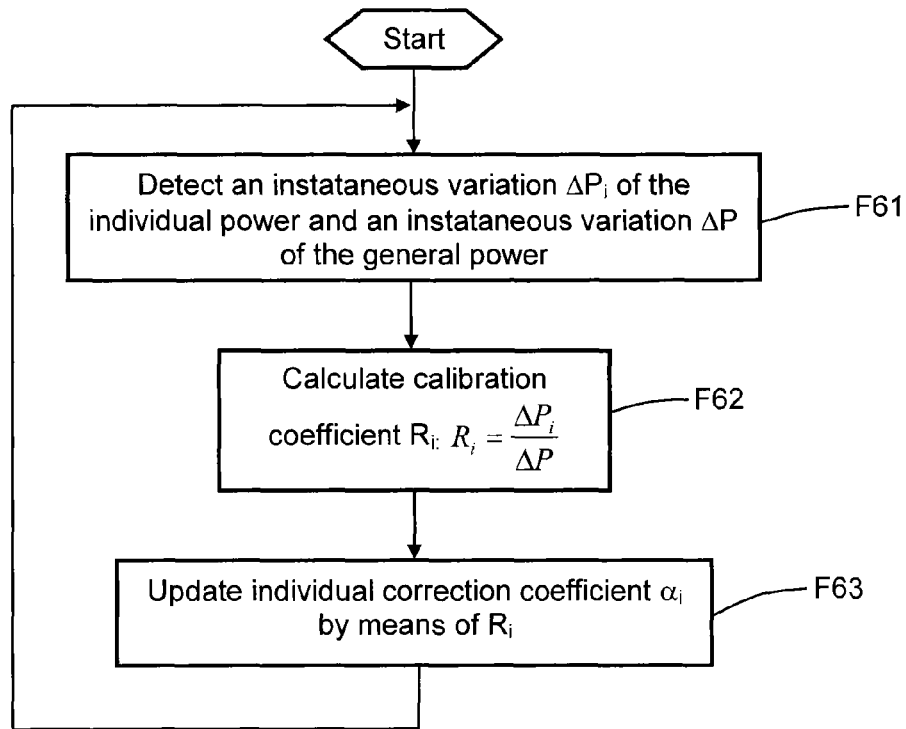 Start
Detect an instataneous variation ΔPi of the
individual power and an instataneous variation ΔP
of the general power
F61
Calculate calibration
coefficient Ri: Ri = ΔPi / ΔP
F62
Update individual correction coefficient αi
by means of Ri
F63